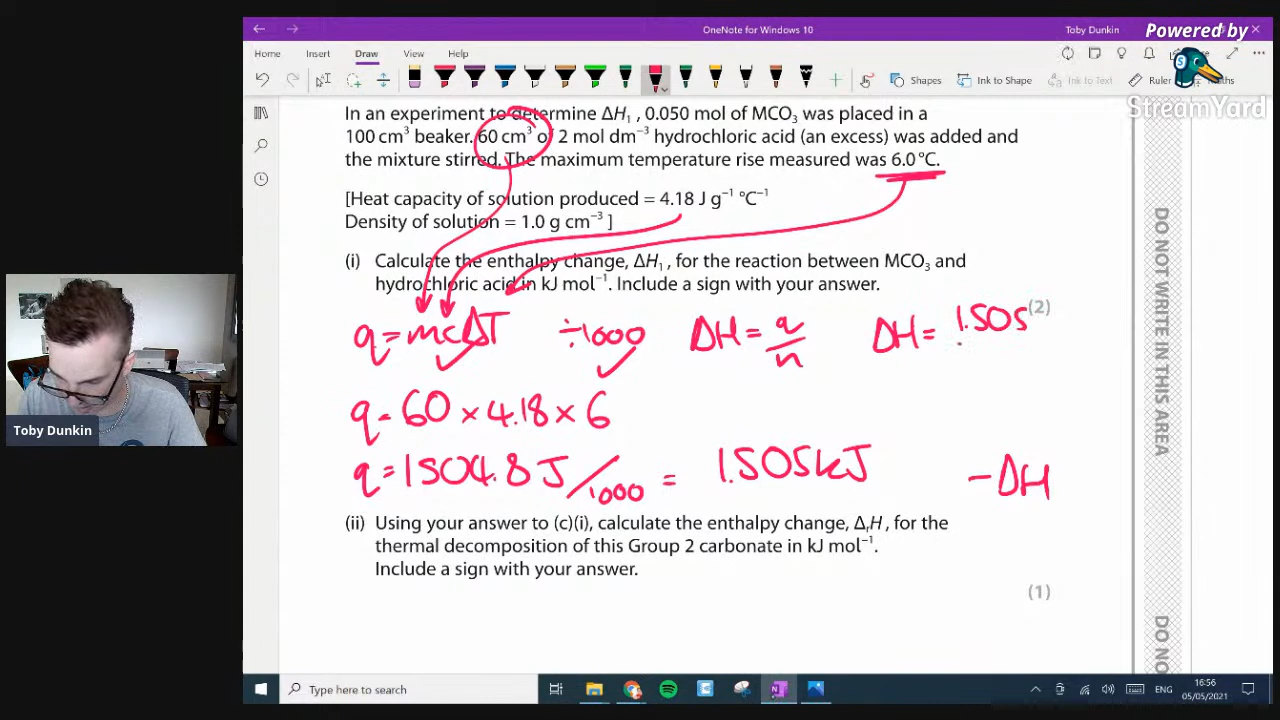 OneNote for Windows 10
Toby Dunkin
Powered by
StreamYard
Home Insert Draw View Help
Shapes Ink to Shape Ink to Text Ruler Maths
In an experiment to determine ΔH₁ , 0.050 mol of MCO₃ was placed in a
100 cm³ beaker. 60 cm³ of 2 mol dm⁻³ hydrochloric acid (an excess) was added and
the mixture stirred. The maximum temperature rise measured was 6.0 °C.
[Heat capacity of solution produced = 4.18 J g⁻¹ °C⁻¹
Density of solution = 1.0 g cm⁻³ ]
(i) Calculate the enthalpy change, ΔH₁ , for the reaction between MCO₃ and
hydrochloric acid in kJ mol⁻¹. Include a sign with your answer.
(2)
q=mcΔT ÷1000 ΔH=q/n ΔH= 1.505
q= 60 × 4.18 × 6
q= 1504.8 J /1000 = 1.505kJ -ΔH
(ii) Using your answer to (c)(i), calculate the enthalpy change, ΔᵣH , for the
thermal decomposition of this Group 2 carbonate in kJ mol⁻¹.
Include a sign with your answer.
(1)
DO NOT WRITE IN THIS AREA
DO NO
Toby Dunkin
Type here to search
ENG
16:56
05/05/2021